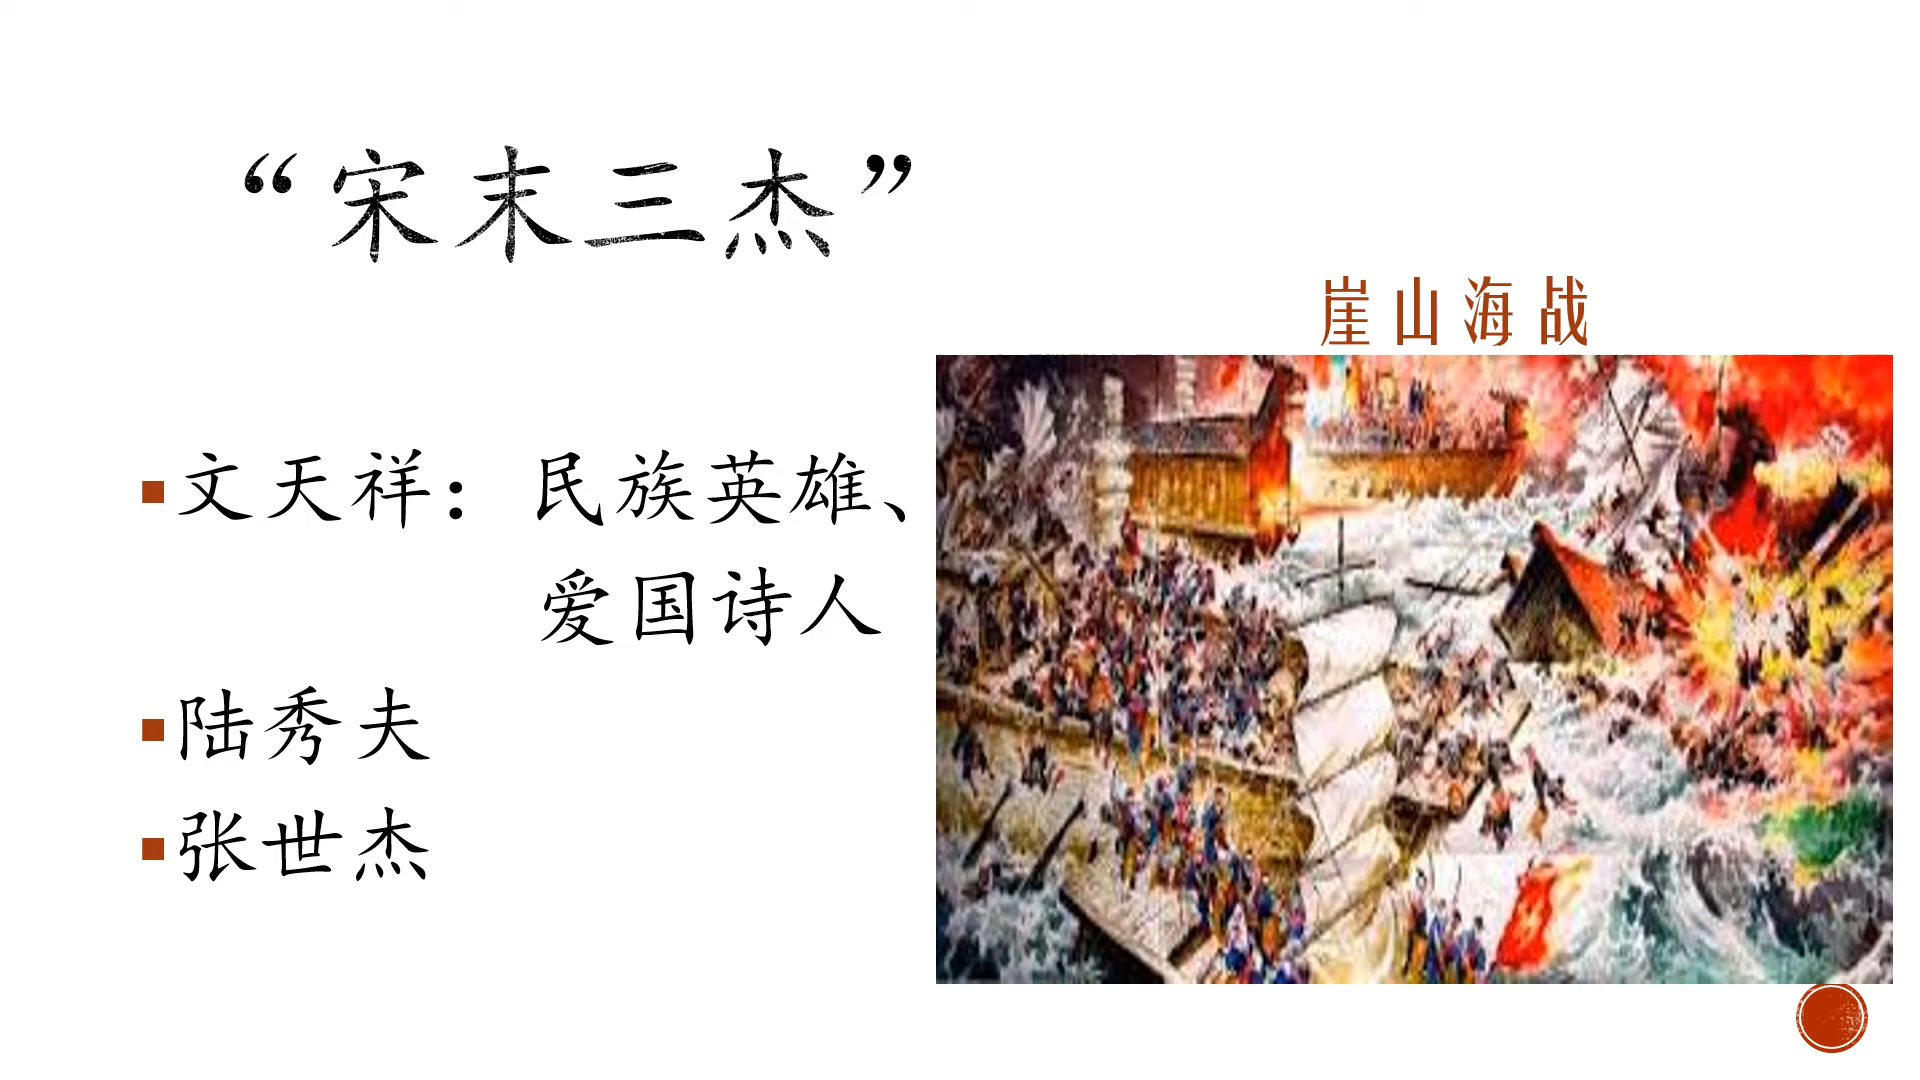 “宋末三杰”
崖山海战
文天祥：民族英雄、
爱国诗人
陆秀夫
张世杰